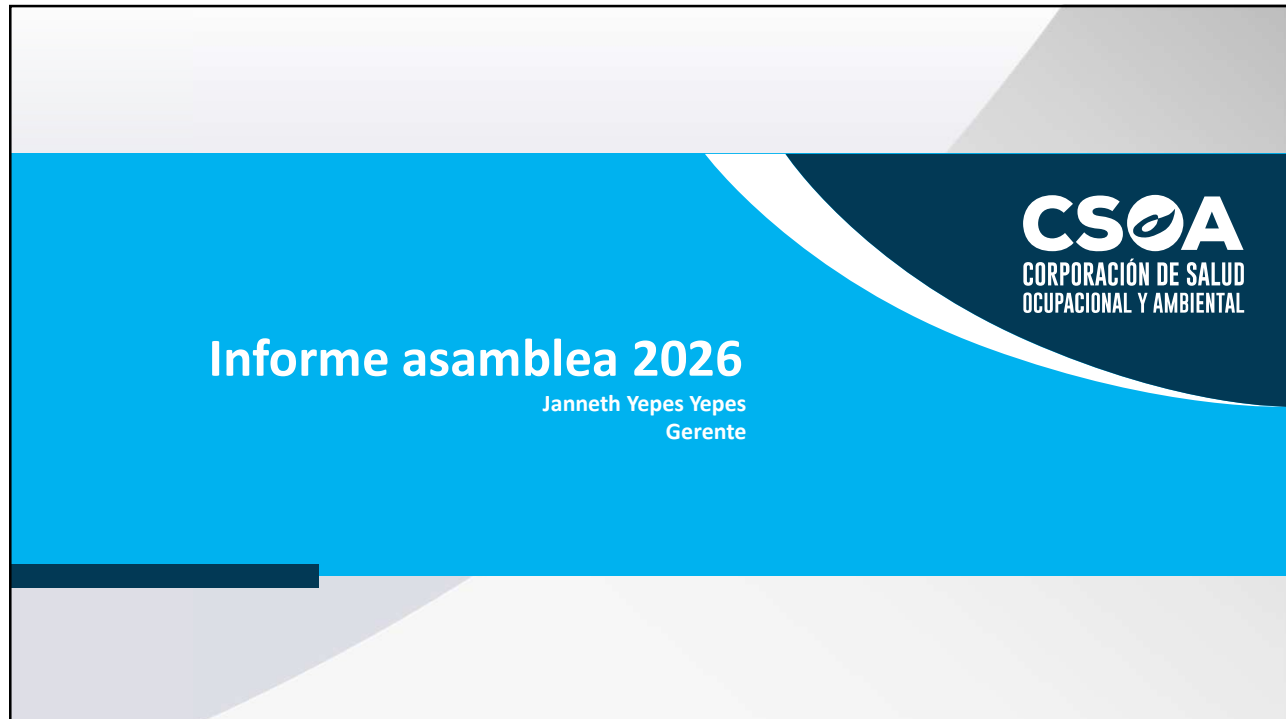 CSOA
CORPORACIÓN DE SALUD
OCUPACIONAL Y AMBIENTAL
Informe asamblea 2026
Janneth Yepes Yepes
Gerente